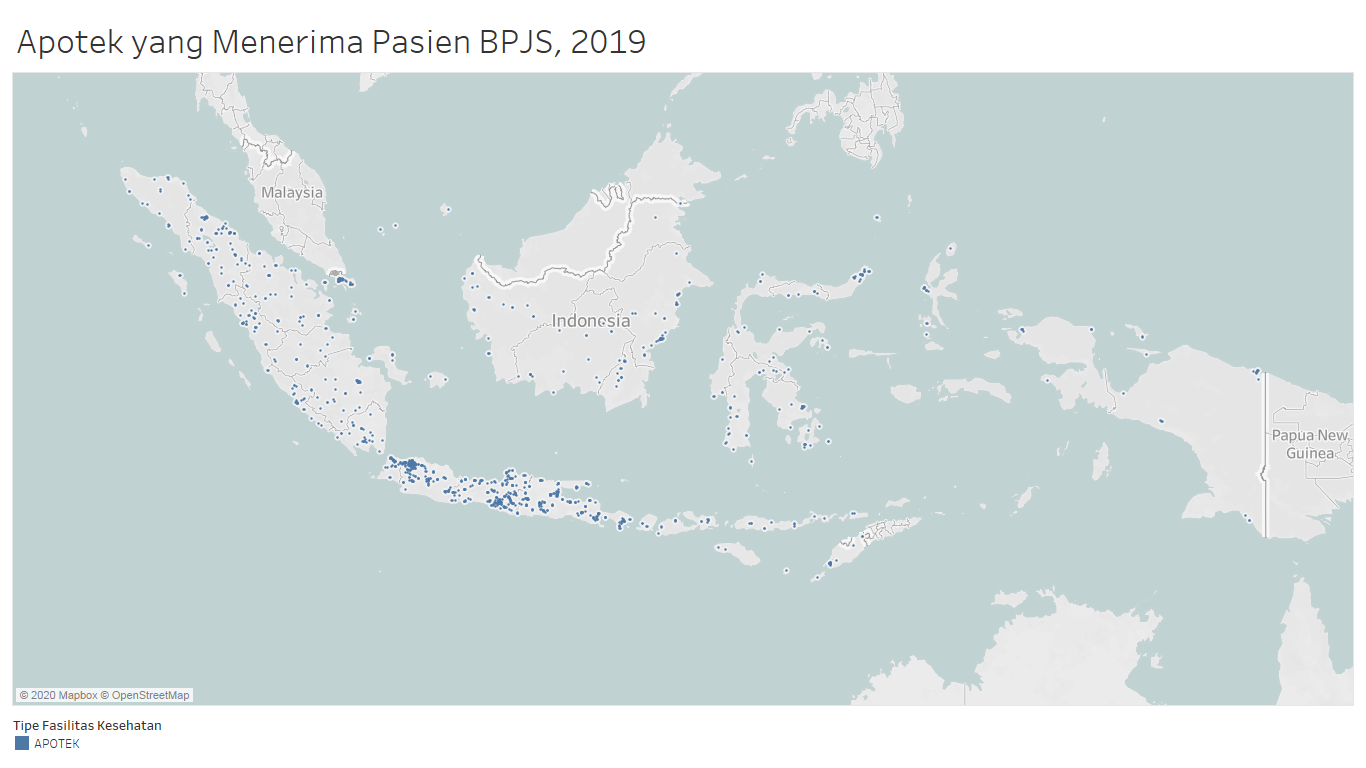 Apotek yang Menerima Pasien BPJS, 2019
Malaysia
Indonesia
Papua New
Guinea
© 2020 Mapbox © OpenStreetMap
Tipe Fasilitas Kesehatan
APOTEK